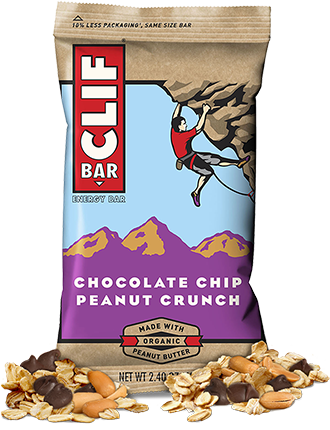 10% LESS PACKAGING†, SAME SIZE BAR
CLIF
BAR
ENERGY BAR
CHOCOLATE CHIP
PEANUT CRUNCH
MADE WITH
ORGANIC
PEANUT BUTTER
NET WT 2.40